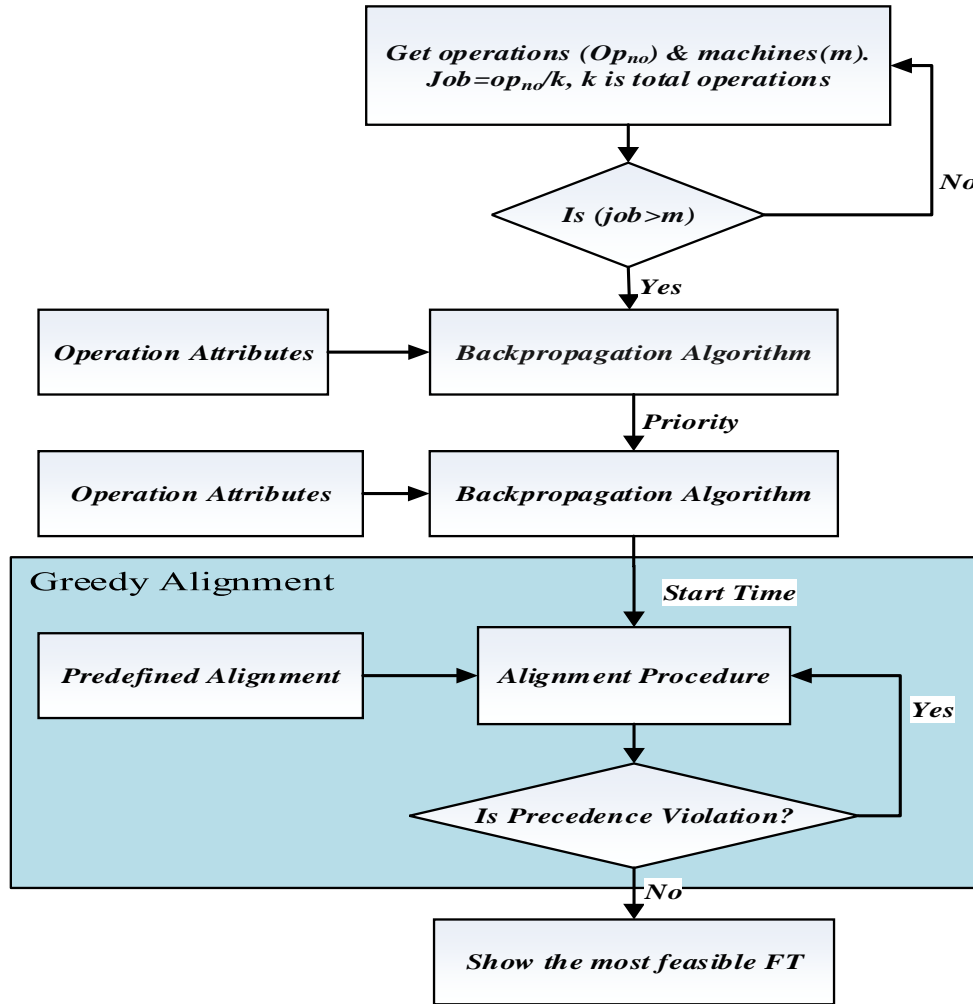 Get operations (Op_no) & machines(m).
Job=op_no/k, k is total operations
No
Is (job>m)
Yes
Operation Attributes
Backpropagation Algorithm
Priority
Operation Attributes
Backpropagation Algorithm
Greedy Alignment
Start Time
Predefined Alignment
Alignment Procedure
Yes
Is Precedence Violation?
No
Show the most feasible FT